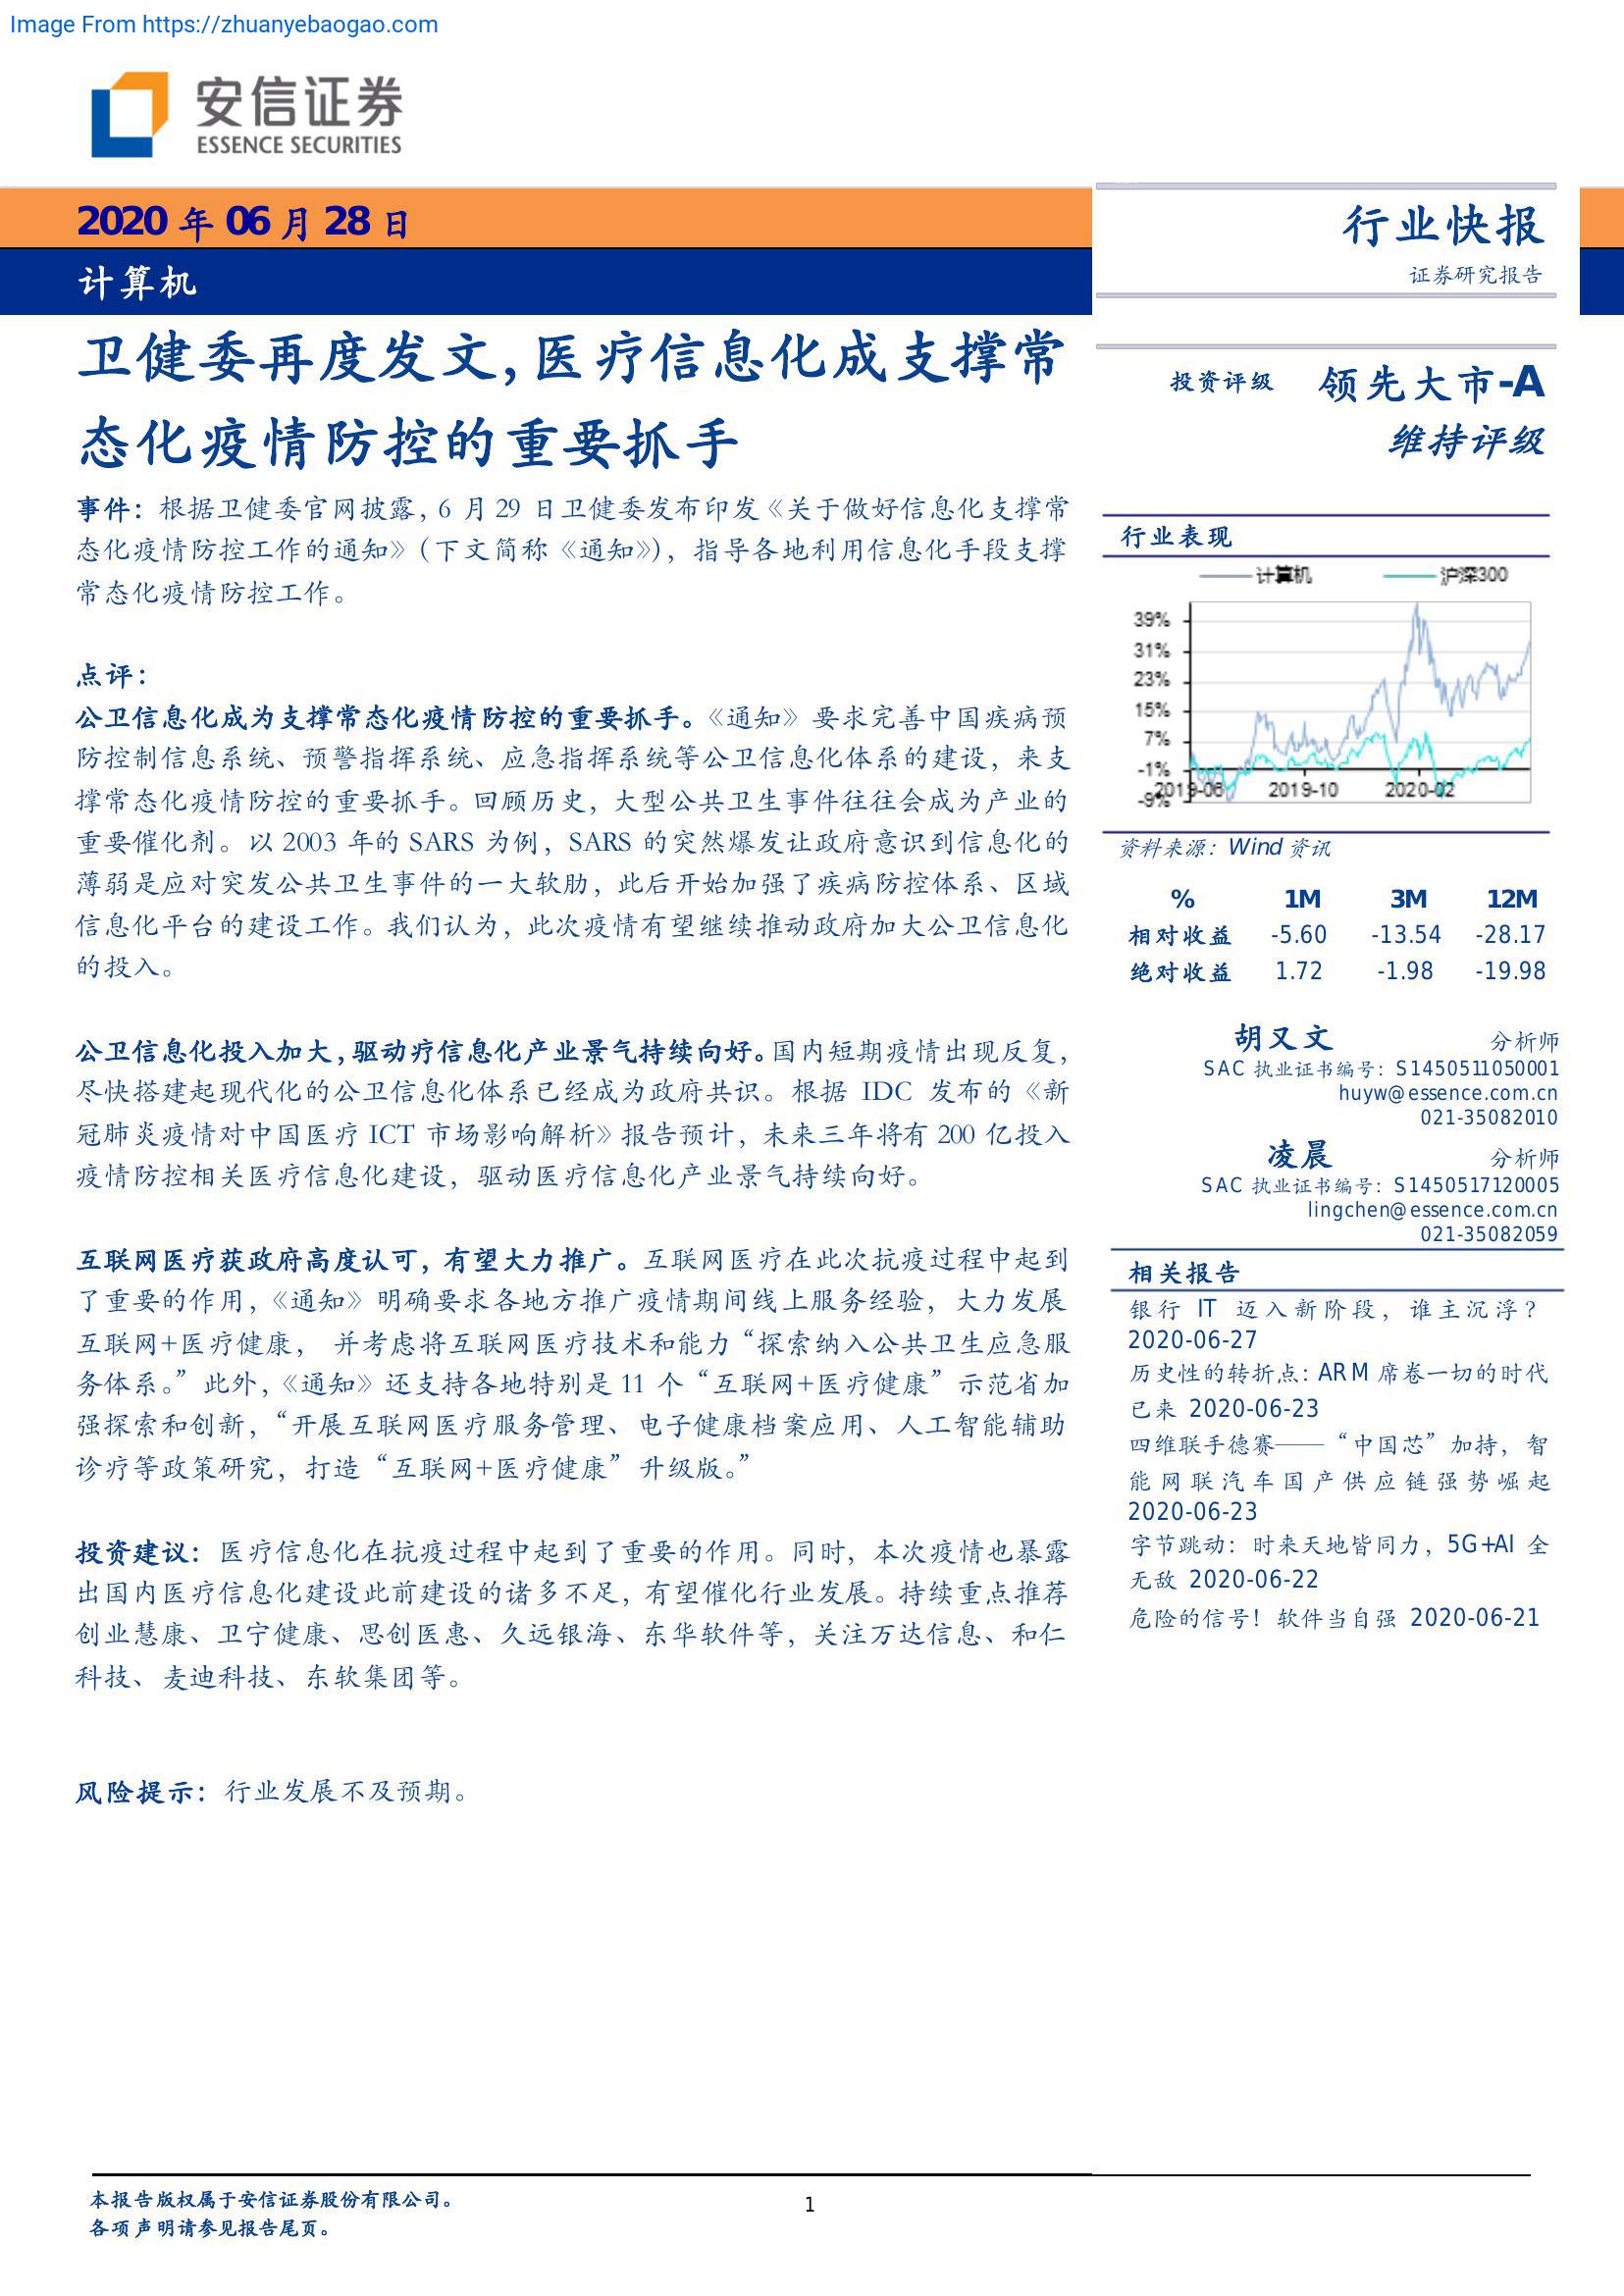 Image From https://zhuanyebaogao.com
安信证券
ESSENCE SECURITIES
2020 年 06 月 28 日
计算机
行业快报
证券研究报告
卫健委再度发文，医疗信息化成支撑常
态化疫情防控的重要抓手
事件：根据卫健委官网披露，6 月 29 日卫健委发布印发《关于做好信息化支撑常
态化疫情防控工作的通知》（下文简称《通知》），指导各地利用信息化手段支撑
常态化疫情防控工作。
点评：
公卫信息化成为支撑常态化疫情防控的重要抓手。《通知》要求完善中国疾病预
防控制信息系统、预警指挥系统、应急指挥系统等公卫信息化体系的建设，来支
撑常态化疫情防控的重要抓手。回顾历史，大型公共卫生事件往往会成为产业的
重要催化剂。以 2003 年的 SARS 为例，SARS 的突然爆发让政府意识到信息化的
薄弱是应对突发公共卫生事件的一大软肋，此后开始加强了疾病防控体系、区域
信息化平台的建设工作。我们认为，此次疫情有望继续推动政府加大公卫信息化
的投入。
公卫信息化投入加大，驱动疗信息化产业景气持续向好。国内短期疫情出现反复，
尽快搭建起现代化的公卫信息化体系已经成为政府共识。根据 IDC 发布的《新
冠肺炎疫情对中国医疗 ICT 市场影响解析》报告预计，未来三年将有 200 亿投入
疫情防控相关医疗信息化建设，驱动医疗信息化产业景气持续向好。
互联网医疗获政府高度认可，有望大力推广。互联网医疗在此次抗疫过程中起到
了重要的作用，《通知》明确要求各地方推广疫情期间线上服务经验，大力发展
互联网+医疗健康， 并考虑将互联网医疗技术和能力“探索纳入公共卫生应急服
务体系。”此外，《通知》还支持各地特别是 11 个“互联网+医疗健康”示范省加
强探索和创新，“开展互联网医疗服务管理、电子健康档案应用、人工智能辅助
诊疗等政策研究，打造“互联网+医疗健康”升级版。”
投资建议：医疗信息化在抗疫过程中起到了重要的作用。同时，本次疫情也暴露
出国内医疗信息化建设此前建设的诸多不足，有望催化行业发展。持续重点推荐
创业慧康、卫宁健康、思创医惠、久远银海、东华软件等，关注万达信息、和仁
科技、麦迪科技、东软集团等。
风险提示：行业发展不及预期。
投资评级 领先大市-A
维持评级
行业表现
计算机 沪深300
39%
31%
23%
15%
7%
-1%
-9%
2019-06 2019-10 2020-02
资料来源：Wind 资讯
% 1M 3M 12M
相对收益 -5.60 -13.54 -28.17
绝对收益 1.72 -1.98 -19.98
胡又文 分析师
SAC 执业证书编号：S1450511050001
huyw@essence.com.cn
021-35082010
凌晨 分析师
SAC 执业证书编号：S1450517120005
lingchen@essence.com.cn
021-35082059
相关报告
银行 IT 迈入新阶段，谁主沉浮？
2020-06-27
历史性的转折点：ARM 席卷一切的时代
已来 2020-06-23
四维联手德赛——“中国芯”加持，智
能网联汽车国产供应链强势崛起
2020-06-23
字节跳动：时来天地皆同力，5G+AI 全
无敌 2020-06-22
危险的信号！软件当自强 2020-06-21
本报告版权属于安信证券股份有限公司。
各项声明请参见报告尾页。
1